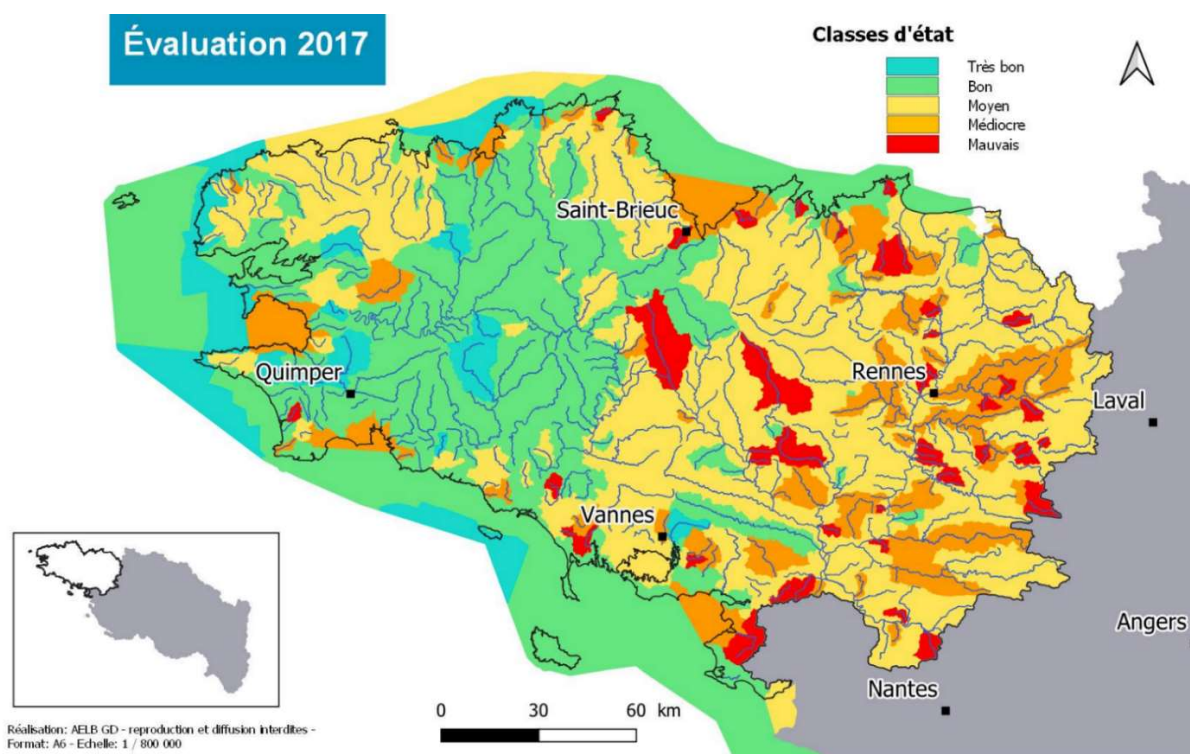 Évaluation 2017
Classes d'état
Très bon
Bon
Moyen
Médiocre
Mauvais
Saint-Brieuc
Quimper
Rennes
Laval
Vannes
Angers
Nantes
0 30 60 km
Réalisation: AELB GD - reproduction et diffusion interdites -
Format: A6 - Echelle: 1 / 800 000